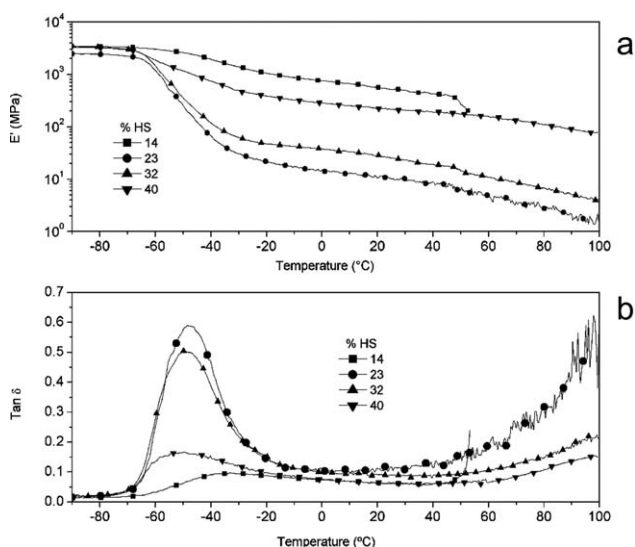 a
10⁴
10³
10²
10¹
10⁰
E' (MPa)
% HS
14
23
32
40
-80 -60 -40 -20 0 20 40 60 80 100
Temperature (°C)
b
0.7
0.6
0.5
0.4
0.3
0.2
0.1
0.0
Tan δ
% HS
14
23
32
40
-80 -60 -40 -20 0 20 40 60 80 100
Temperature (ºC)